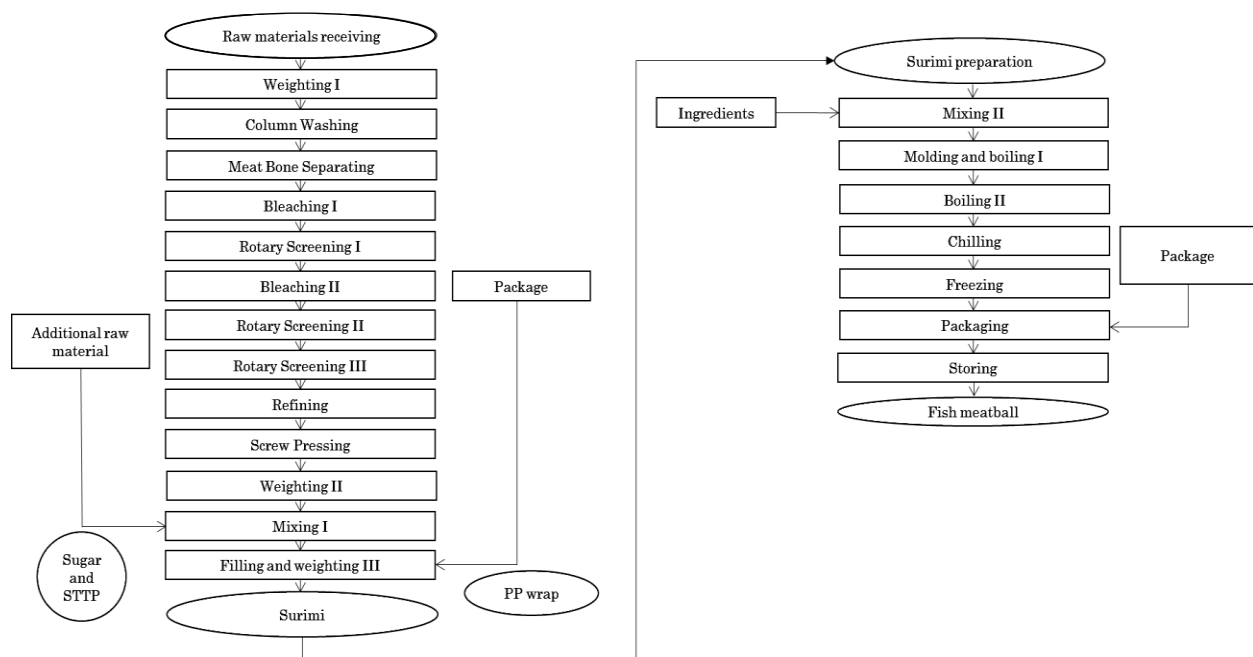 Raw materials receiving
Weighting I
Column Washing
Meat Bone Separating
Bleaching I
Rotary Screening I
Bleaching II
Package
Rotary Screening II
Additional raw
material
Rotary Screening III
Refining
Screw Pressing
Weighting II
Mixing I
Sugar
and
STTP
Filling and weighting III
PP wrap
Surimi
Surimi preparation
Ingredients
Mixing II
Molding and boiling I
Boiling II
Chilling
Package
Freezing
Packaging
Storing
Fish meatball